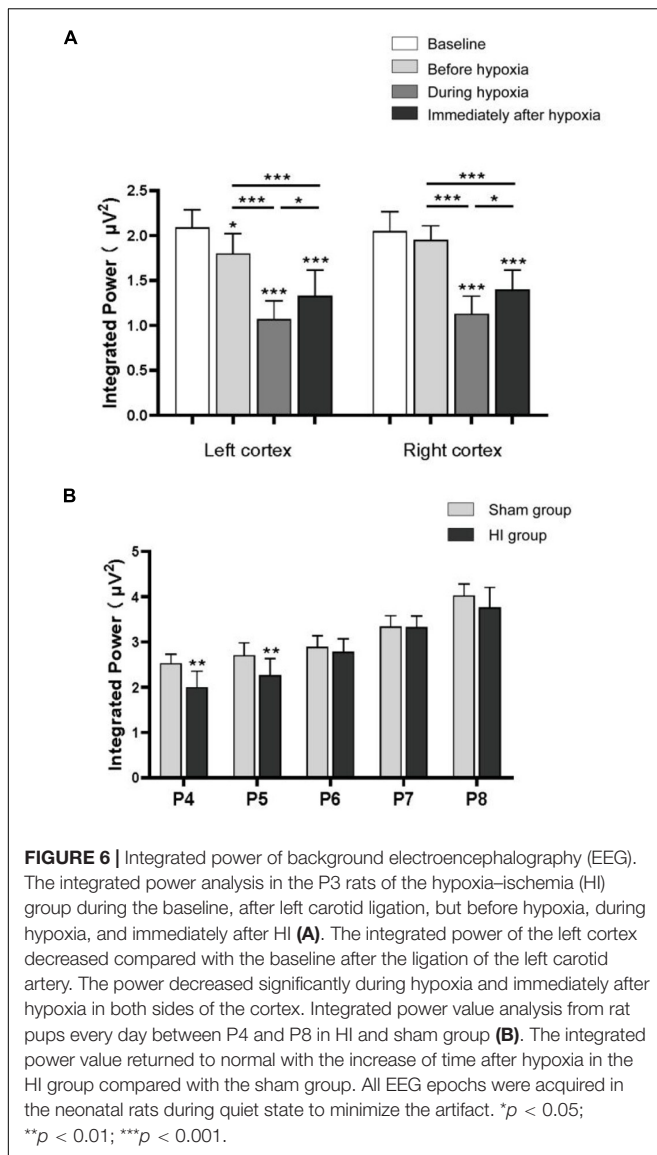 A
Baseline
Before hypoxia
During hypoxia
Immediately after hypoxia
*** ***
*** * *** *
2.5
2.0
1.5
1.0
0.5
0.0
Integrated Power ( μV²)
* *** *** *** ***
Left cortex Right cortex
B
Sham group
HI group
5
4
3
2
1
0
Integrated Power ( μV²)
** **
P4 P5 P6 P7 P8
FIGURE 6 | Integrated power of background electroencephalography (EEG).
The integrated power analysis in the P3 rats of the hypoxia–ischemia (HI)
group during the baseline, after left carotid ligation, but before hypoxia, during
hypoxia, and immediately after HI (A). The integrated power of the left cortex
decreased compared with the baseline after the ligation of the left carotid
artery. The power decreased significantly during hypoxia and immediately after
hypoxia in both sides of the cortex. Integrated power value analysis from rat
pups every day between P4 and P8 in HI and sham group (B). The integrated
power value returned to normal with the increase of time after hypoxia in the
HI group compared with the sham group. All EEG epochs were acquired in
the neonatal rats during quiet state to minimize the artifact. *p < 0.05;
**p < 0.01; ***p < 0.001.